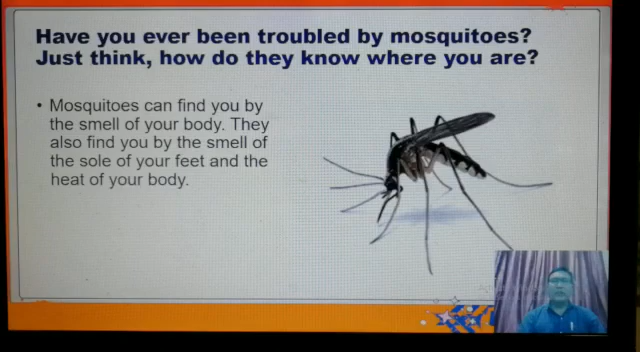 Have you ever been troubled by mosquitoes?
Just think, how do they know where you are?
• Mosquitoes can find you by
the smell of your body. They
also find you by the smell of
the sole of your feet and the
heat of your body.